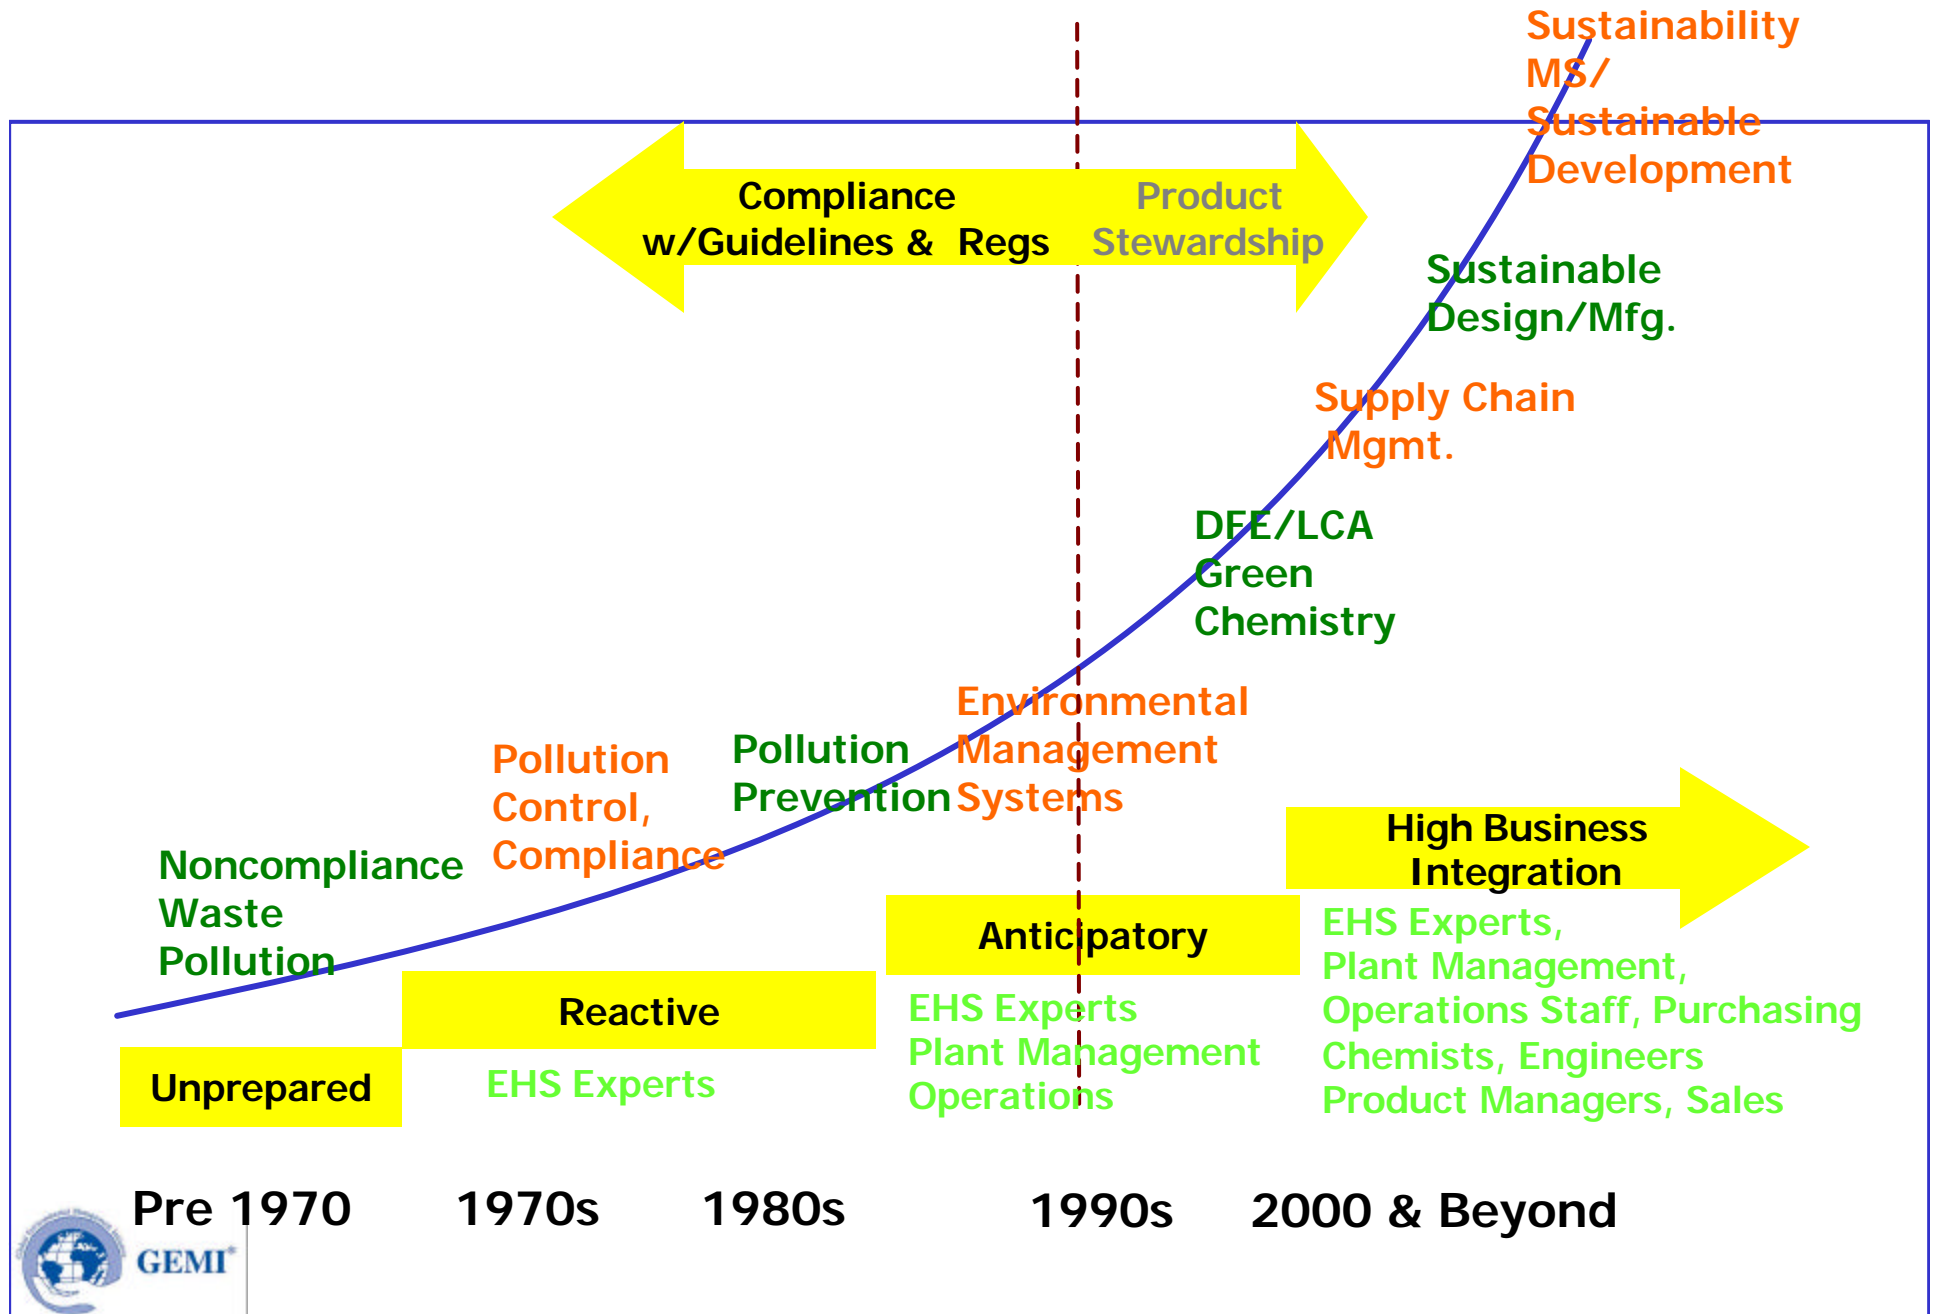 Sustainability
MS/
Sustainable
Development
Compliance
w/Guidelines & Regs
Product
Stewardship
Sustainable
Design/Mfg.
Supply Chain
Mgmt.
DFE/LCA
Green
Chemistry
Environmental
Management
Systems
Pollution
Prevention
Pollution
Control,
Compliance
Noncompliance
Waste
Pollution
High Business
Integration
Anticipatory
Reactive
Unprepared
EHS Experts
EHS Experts
Plant Management
Operations
EHS Experts,
Plant Management,
Operations Staff, Purchasing
Chemists, Engineers
Product Managers, Sales
Pre 1970
1970s
1980s
1990s
2000 & Beyond
GEMI